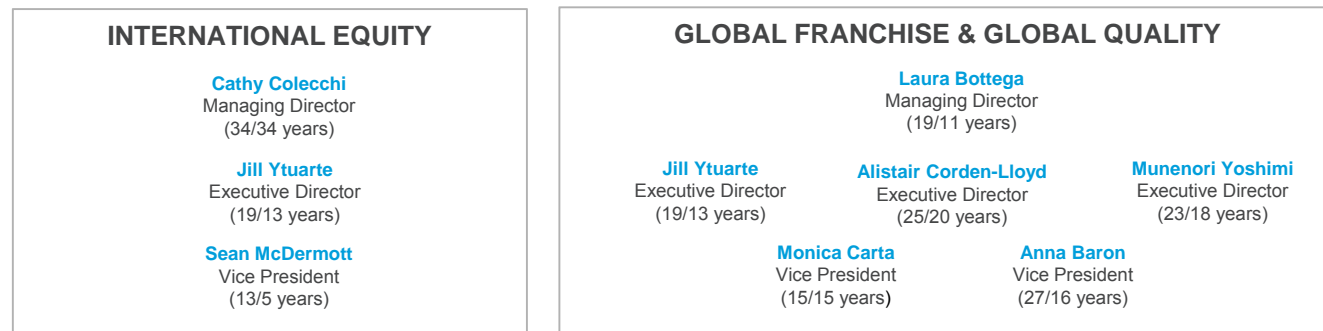 INTERNATIONAL EQUITY
Cathy Colecchi
Managing Director
(34/34 years)
Jill Ytuarte
Executive Director
(19/13 years)
Sean McDermott
Vice President
(13/5 years)
GLOBAL FRANCHISE & GLOBAL QUALITY
Laura Bottega
Managing Director
(19/11 years)
Jill Ytuarte
Executive Director
(19/13 years)
Alistair Corden-Lloyd
Executive Director
(25/20 years)
Munenori Yoshimi
Executive Director
(23/18 years)
Monica Carta
Vice President
(15/15 years)
Anna Baron
Vice President
(27/16 years)